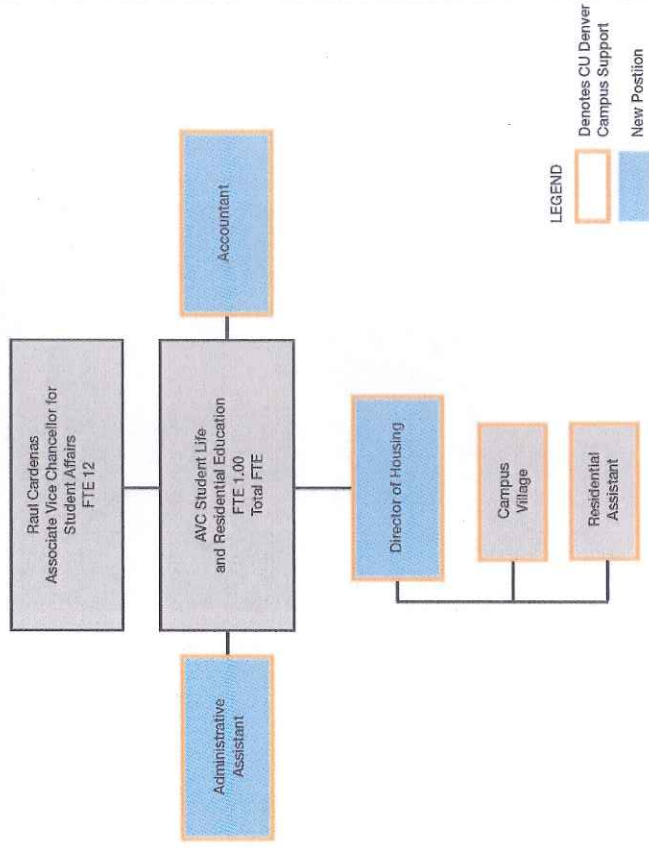 Raul Cardenas
Associate Vice Chancellor for
Student Affairs
FTE 12
Administrative
Assistant
AVC Student Life
and Residential Education
FTE 1.00
Total FTE
Accountant
Director of Housing
Campus
Village
Residential
Assistant
LEGEND
Denotes CU Denver
Campus Support
New Postiion